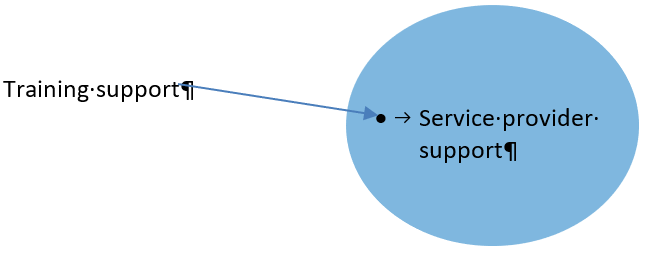 Training·support¶
•→Service·provider·
support¶